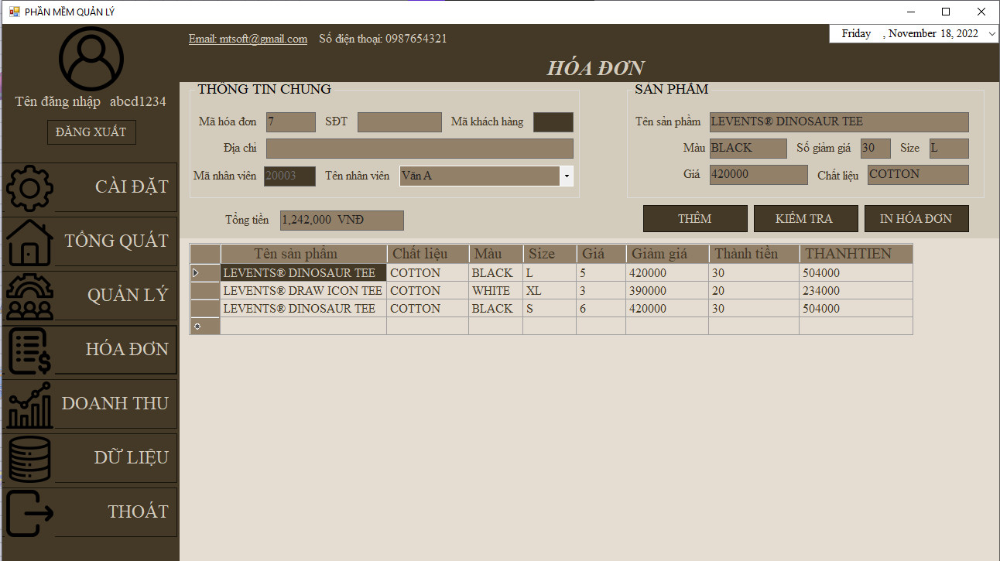 PHẦN MỀM QUẢN LÝ
Email: mtsoft@gmail.com Số điện thoại: 0987654321
Friday , November 18, 2022
HÓA ĐƠN
Tên đăng nhập abcd1234
ĐĂNG XUẤT
CÀI ĐẶT
TỔNG QUÁT
QUẢN LÝ
HÓA ĐƠN
DOANH THU
DỮ LIỆU
THOÁT
THÔNG TIN CHUNG
Mã hóa đơn 7 SĐT Mã khách hàng
Địa chỉ
Mã nhân viên 20003 Tên nhân viên Văn A
SẢN PHẨM
Tên sản phẩm LEVENTS® DINOSAUR TEE
Màu BLACK Số giảm giá 30 Size L
Giá 420000 Chất liệu COTTON
Tổng tiền 1,242,000 VNĐ
THÊM KIỂM TRA IN HÓA ĐƠN
Tên sản phẩm Chất liệu Màu Size Giá Giảm giá Thành tiền THANHTIEN
LEVENTS® DINOSAUR TEE COTTON BLACK L 5 420000 30 504000
LEVENTS® DRAW ICON TEE COTTON WHITE XL 3 390000 20 234000
LEVENTS® DINOSAUR TEE COTTON BLACK S 6 420000 30 504000